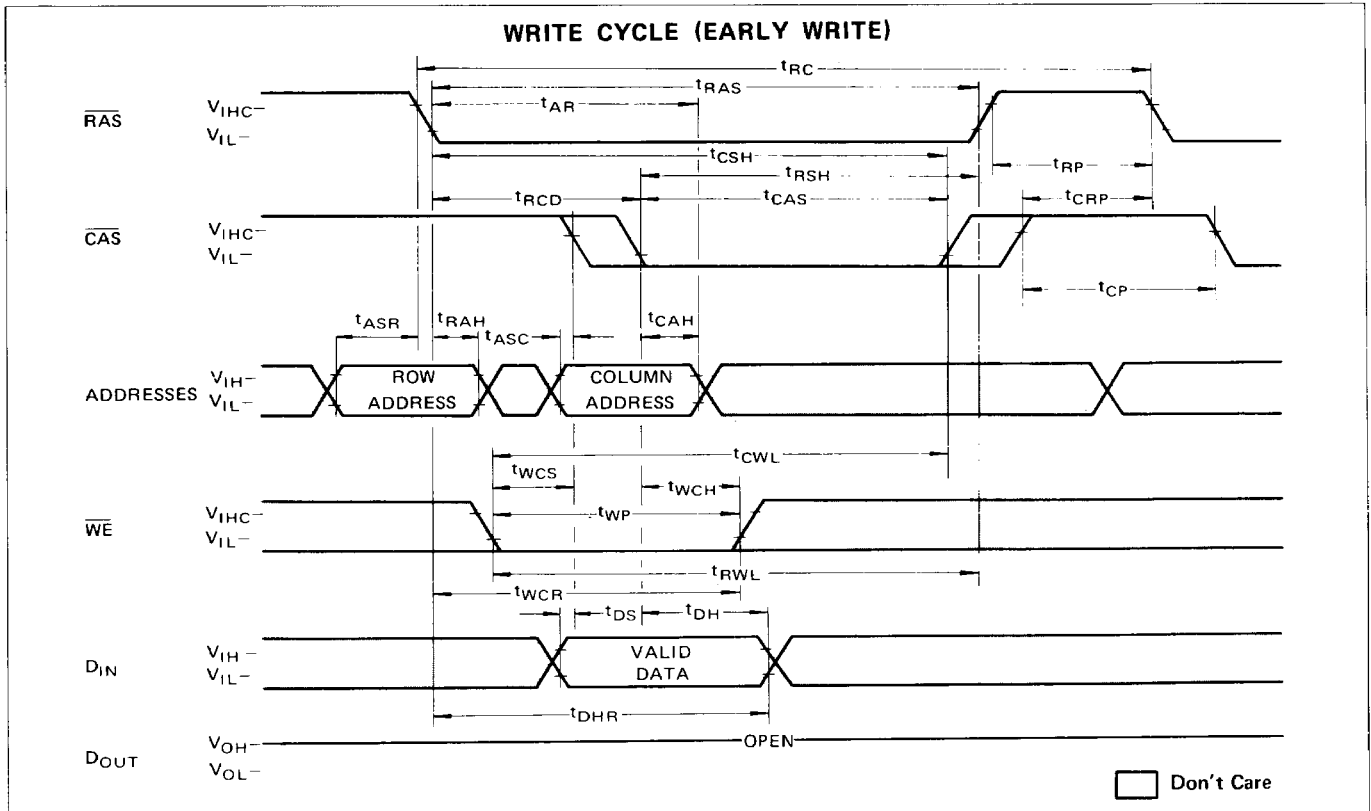 WRITE CYCLE (EARLY WRITE)
tRC
tRAS
tAR
RAS
VIHC
VIL
tCSH
tRSH
tRP
tRCD
tCAS
tCRP
CAS
VIHC
VIL
tCP
tASR
tRAH
tASC
tCAH
ADDRESSES
VIH
VIL
ROW ADDRESS
COLUMN ADDRESS
tCWL
tWCS
tWCH
WE
VIHC
VIL
tWP
tRWL
tWCR
tDS
tDH
DIN
VIH
VIL
VALID DATA
tDHR
DOUT
VOH
VOL
OPEN
Don't Care